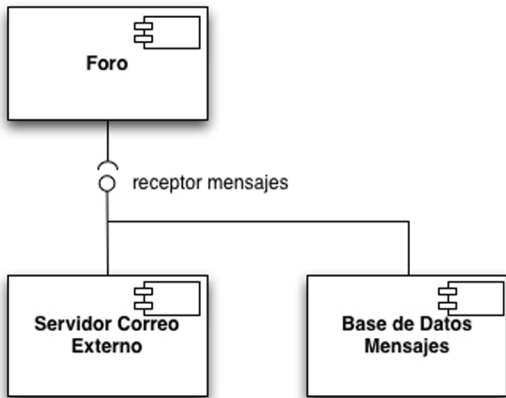 Foro
receptor mensajes
Servidor Correo
Externo
Base de Datos
Mensajes